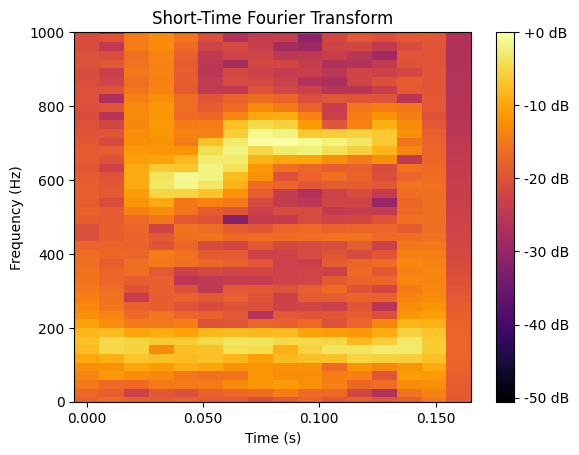 Short-Time Fourier Transform
1000
800
600
400
200
0
Frequency (Hz)
0.000
0.050
0.100
0.150
Time (s)
+0 dB
-10 dB
-20 dB
-30 dB
-40 dB
-50 dB